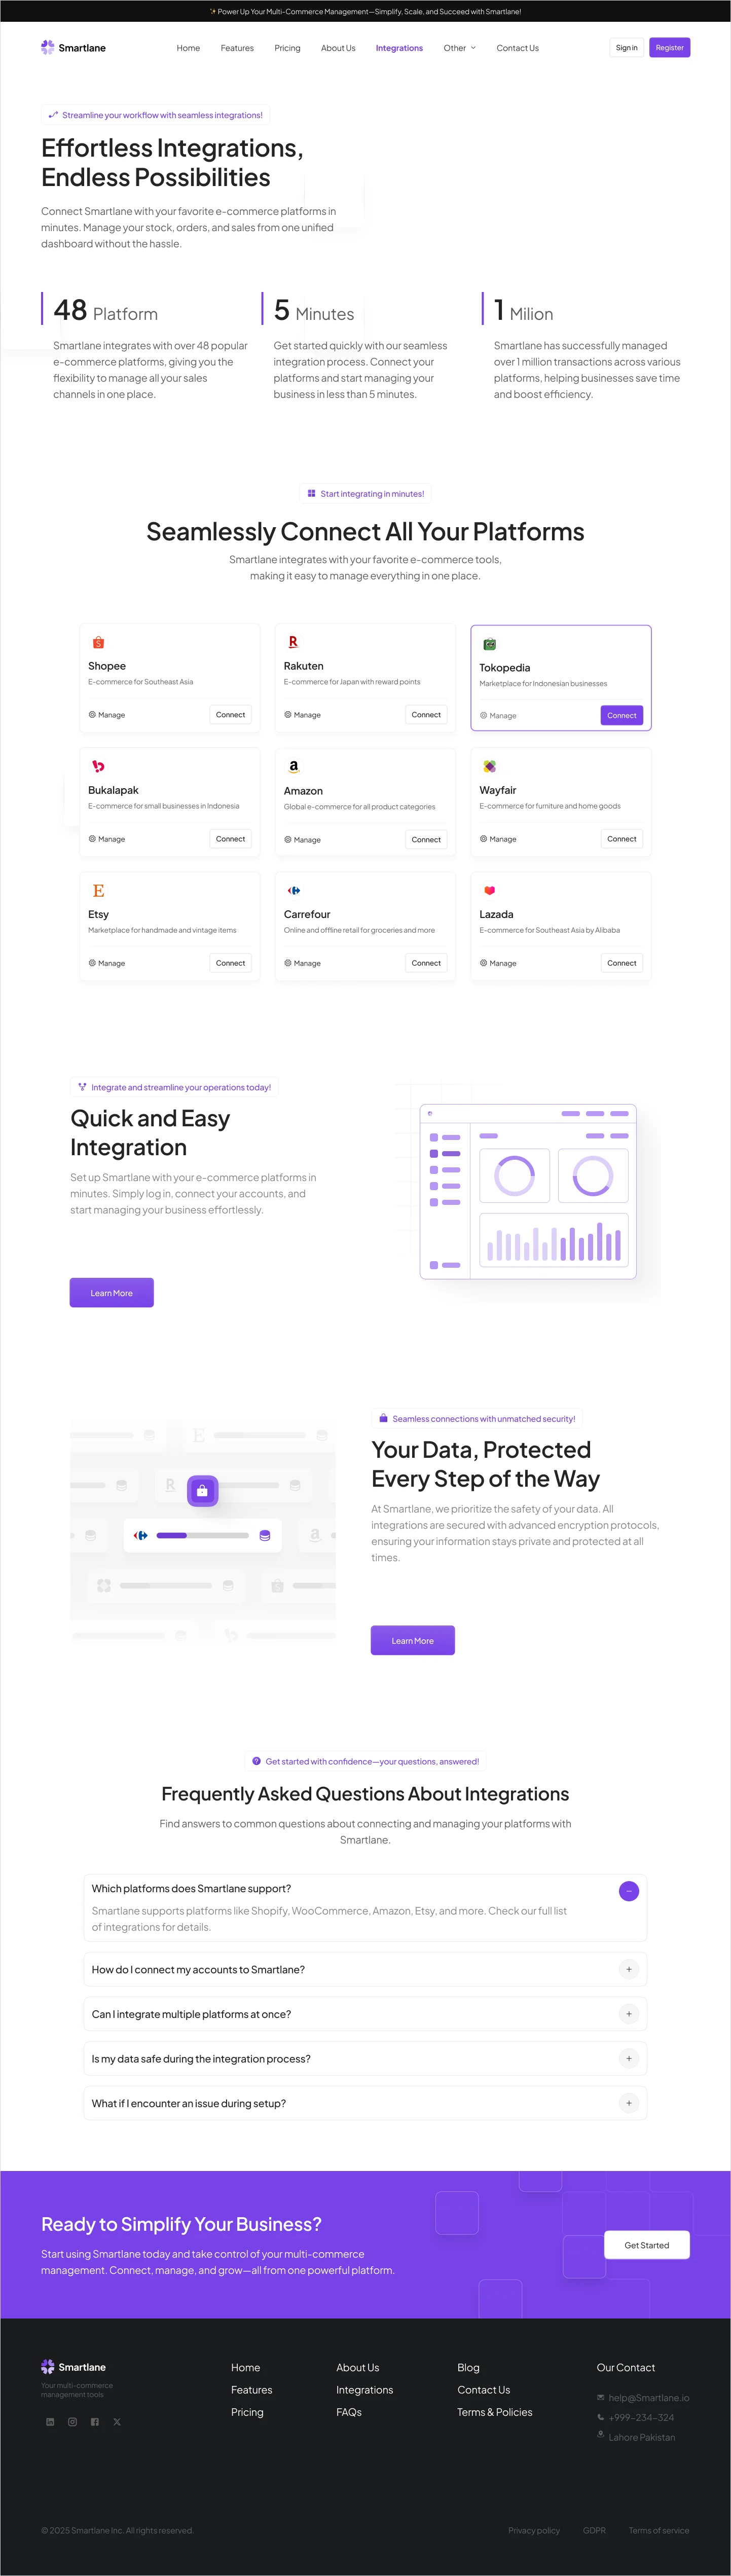 ✨ Power Up Your Multi-Commerce Management—Simplify, Scale, and Succeed with Smartlane!
Smartlane
Home
Features
Pricing
About Us
Integrations
Other
Contact Us
Sign in
Register
Streamline your workflow with seamless integrations!
Effortless Integrations,
Endless Possibilities
Connect Smartlane with your favorite e-commerce platforms in
minutes. Manage your stock, orders, and sales from one unified
dashboard without the hassle.
48 Platform
Smartlane integrates with over 48 popular
e-commerce platforms, giving you the
flexibility to manage all your sales
channels in one place.
5 Minutes
Get started quickly with our seamless
integration process. Connect your
platforms and start managing your
business in less than 5 minutes.
1 Milion
Smartlane has successfully managed
over 1 million transactions across various
platforms, helping businesses save time
and boost efficiency.
Start integrating in minutes!
Seamlessly Connect All Your Platforms
Smartlane integrates with your favorite e-commerce tools,
making it easy to manage everything in one place.
Shopee
E-commerce for Southeast Asia
Manage
Connect
Rakuten
E-commerce for Japan with reward points
Manage
Connect
Tokopedia
Marketplace for Indonesian businesses
Manage
Connect
Bukalapak
E-commerce for small businesses in Indonesia
Manage
Connect
Amazon
Global e-commerce for all product categories
Manage
Connect
Wayfair
E-commerce for furniture and home goods
Manage
Connect
Etsy
Marketplace for handmade and vintage items
Manage
Connect
Carrefour
Online and offline retail for groceries and more
Manage
Connect
Lazada
E-commerce for Southeast Asia by Alibaba
Manage
Connect
Integrate and streamline your operations today!
Quick and Easy
Integration
Set up Smartlane with your e-commerce platforms in
minutes. Simply log in, connect your accounts, and
start managing your business effortlessly.
Learn More
Seamless connections with unmatched security!
Your Data, Protected
Every Step of the Way
At Smartlane, we prioritize the safety of your data. All
integrations are secured with advanced encryption protocols,
ensuring your information stays private and protected at all
times.
Learn More
Get started with confidence—your questions, answered!
Frequently Asked Questions About Integrations
Find answers to common questions about connecting and managing your platforms with
Smartlane.
Which platforms does Smartlane support?
Smartlane supports platforms like Shopify, WooCommerce, Amazon, Etsy, and more. Check our full list
of integrations for details.
How do I connect my accounts to Smartlane?
Can I integrate multiple platforms at once?
Is my data safe during the integration process?
What if I encounter an issue during setup?
Ready to Simplify Your Business?
Start using Smartlane today and take control of your multi-commerce
management. Connect, manage, and grow—all from one powerful platform.
Get Started
Smartlane
Your multi-commerce
management tools
Home
Features
Pricing
About Us
Integrations
FAQs
Blog
Contact Us
Terms & Policies
Our Contact
help@Smartlane.io
+999-234-324
Lahore Pakistan
© 2025 Smartlane Inc. All rights reserved.
Privacy policy
GDPR
Terms of service